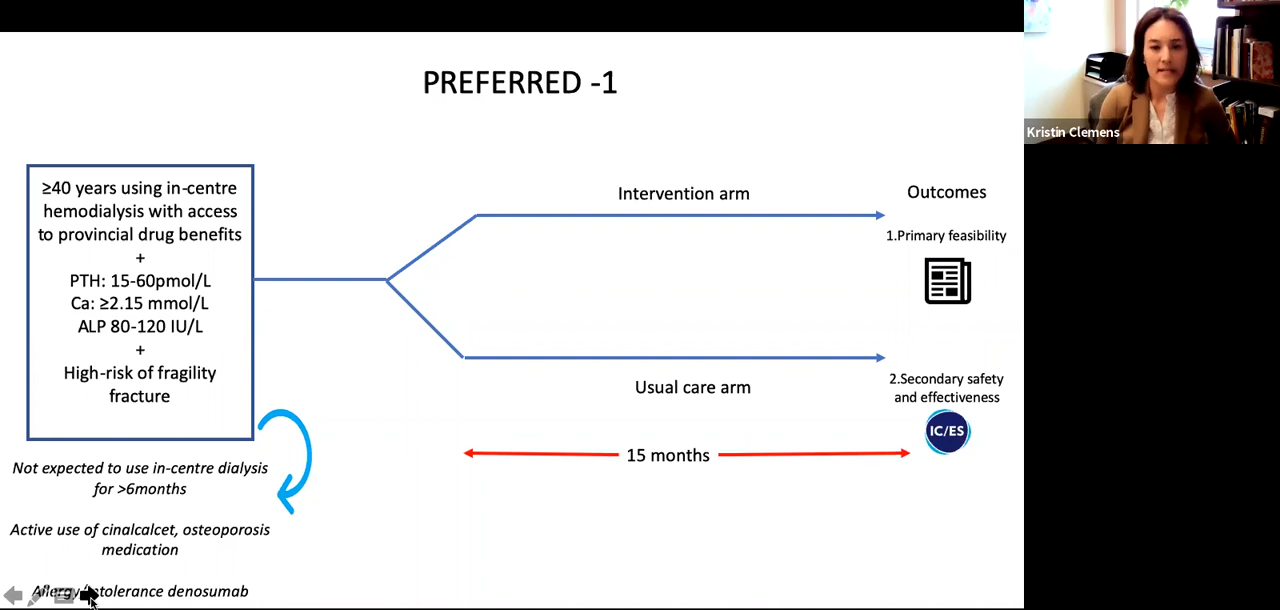 PREFERRED -1
≥40 years using in-centre
hemodialysis with access
to provincial drug benefits
+
PTH: 15-60pmol/L
Ca: ≥2.15 mmol/L
ALP 80-120 IU/L
+
High-risk of fragility
fracture
Not expected to use in-centre dialysis
for >6months
Active use of cinalcalcet, osteoporosis
medication
Allergy/intolerance denosumab
Intervention arm
Usual care arm
15 months
Outcomes
1.Primary feasibility
2.Secondary safety
and effectiveness
IC/ES
Kristin Clemens